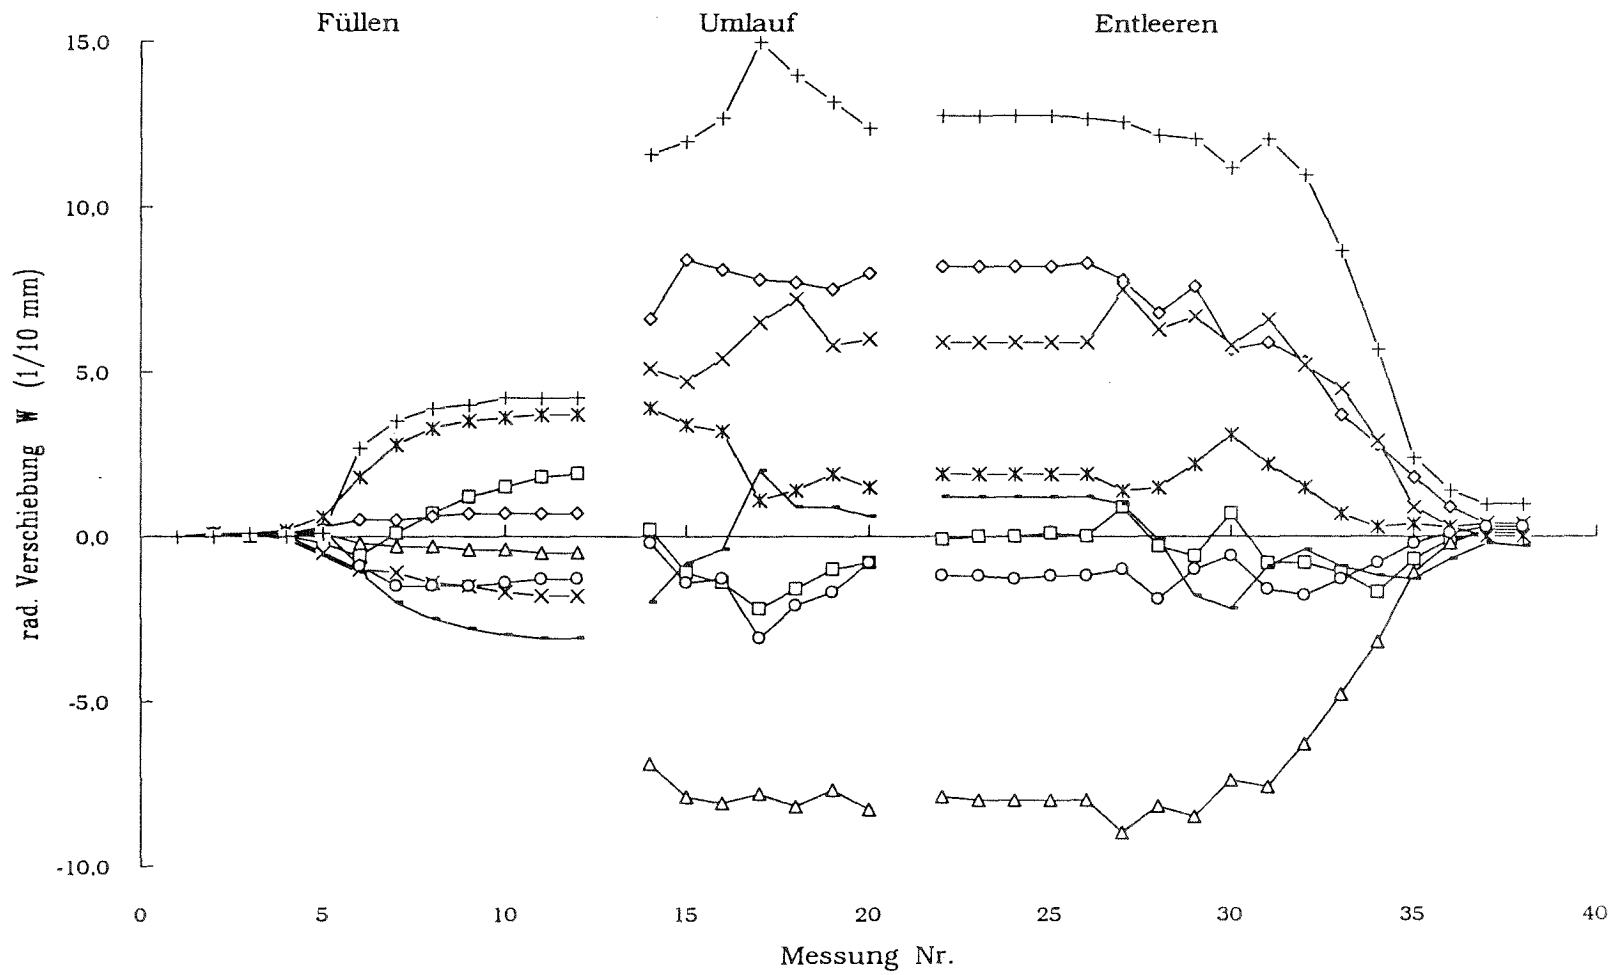 Füllen Umlauf Entleeren
15,0
10,0
5,0
0,0
-5,0
-10,0
rad. Verschiebung W (1/10 mm)
0 5 10 15 20 25 30 35 40
Messung Nr.